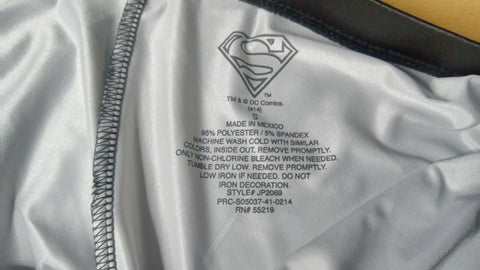 S
TM
TM & © DC Comics.
(s14)
S
MADE IN MEXICO
95% POLYESTER / 5% SPANDEX
MACHINE WASH COLD WITH SIMILAR
COLORS, INSIDE OUT, REMOVE PROMPTLY.
ONLY NON-CHLORINE BLEACH WHEN NEEDED.
TUMBLE DRY LOW. REMOVE PROMPTLY.
LOW IRON IF NEEDED. DO NOT
IRON DECORATION.
STYLE# JP2069
PRC-S05037-41-0214
RN# 55219